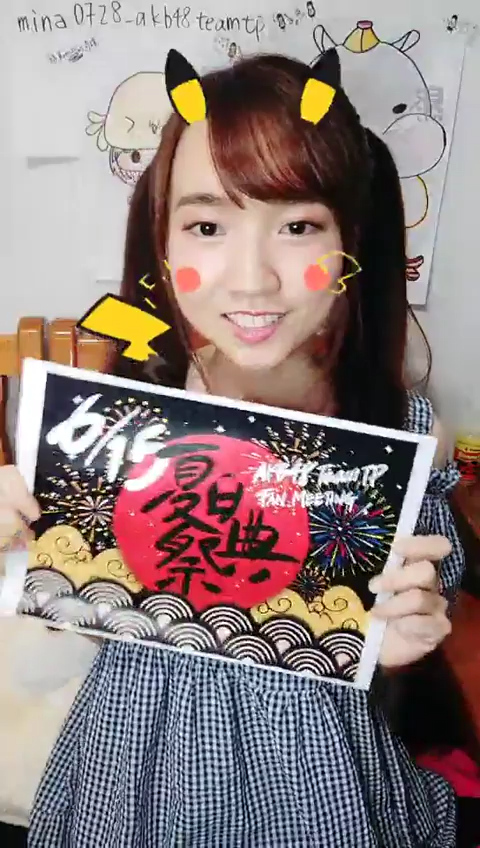 mina0728_akb48teamtp
6/15
AKB48 Team TP
FAN MEETING
夏日
祭典